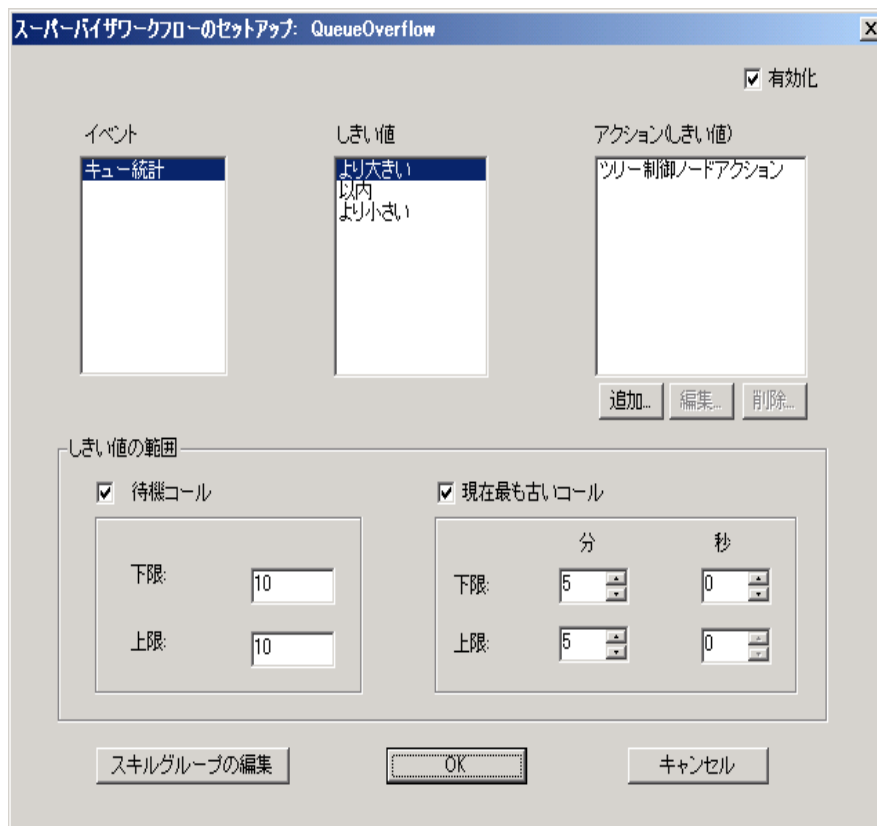 スーパーバイザワークフローのセットアップ: QueueOverflow
有効化
イベント
しきい値
アクション(しきい値)
キュー統計
より大きい
以内
より小さい
ツリー制御ノードアクション
追加...
編集...
削除...
しきい値の範囲
待機コール
現在最も古いコール
分
秒
下限:
10
下限:
5
0
上限:
10
上限:
5
0
スキルグループの編集
OK
キャンセル